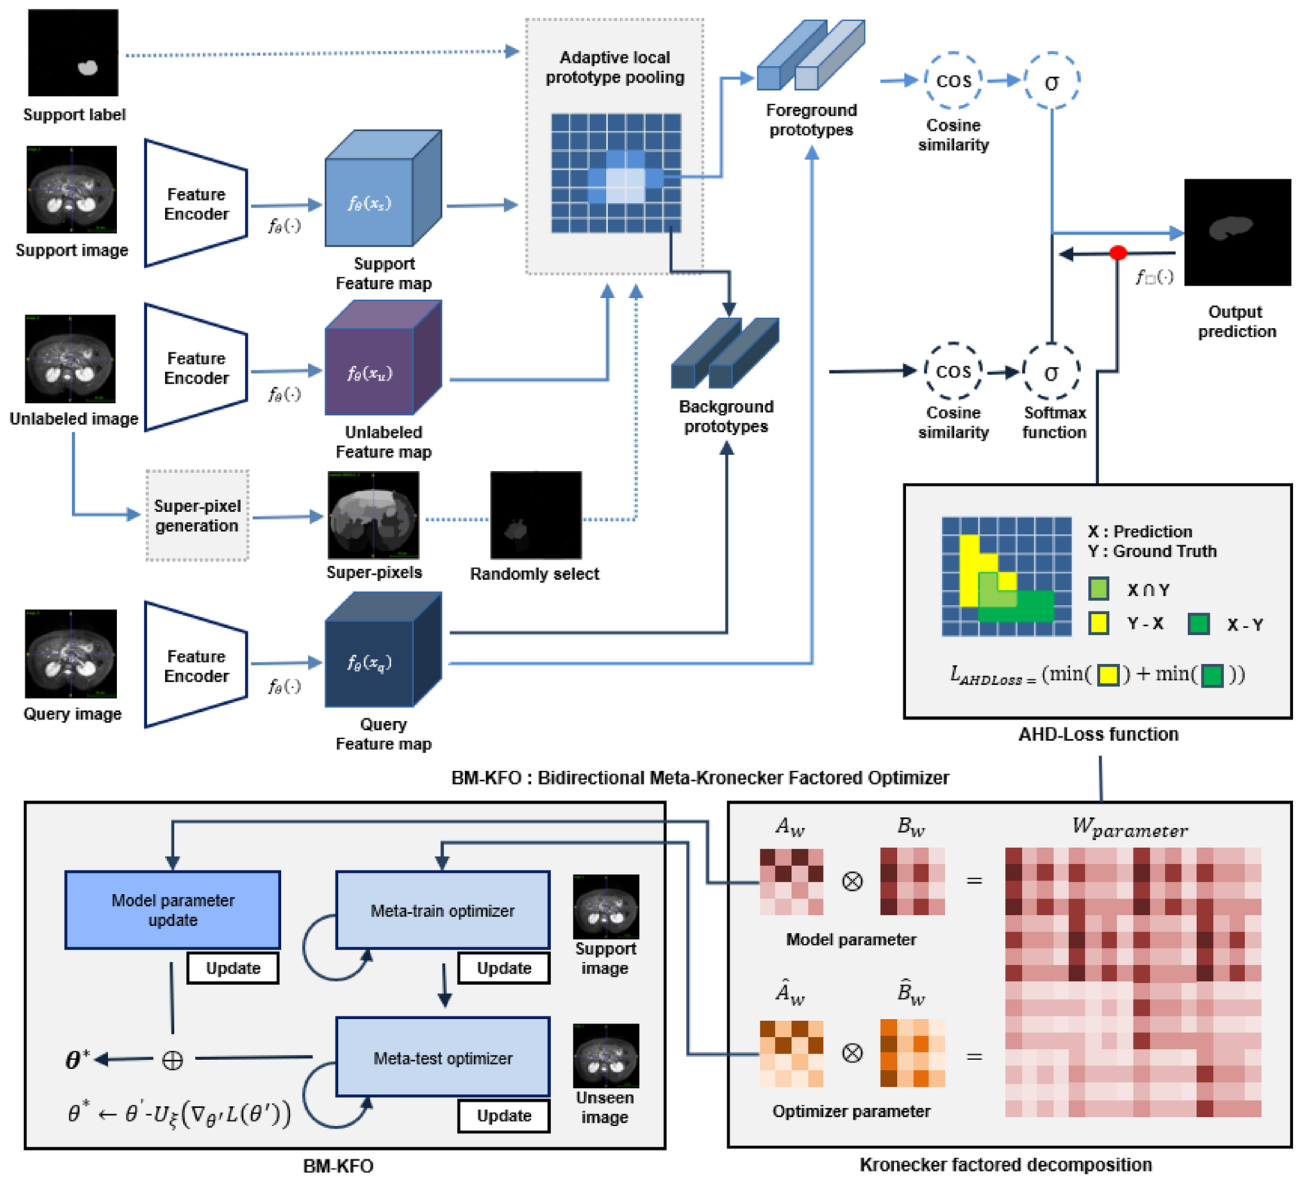 Support label
Support image
Feature
Encoder
fθ(·)
fθ(xs)
Support
Feature map
Adaptive local
prototype pooling
Foreground
prototypes
cos
Cosine
similarity
σ
Output
prediction
f□(·)
Unlabeled image
Feature
Encoder
fθ(·)
fθ(xu)
Unlabeled
Feature map
Background
prototypes
cos
Cosine
similarity
σ
Softmax
function
Super-pixel
generation
Super-pixels
Randomly select
Query image
Feature
Encoder
fθ(·)
fθ(xq)
Query
Feature map
X : Prediction
Y : Ground Truth
X ∩ Y
Y - X
X - Y
L_AHDLoss= (min( ) + min( ))
AHD-Loss function
BM-KFO : Bidirectional Meta-Kronecker Factored Optimizer
Model parameter
update
Update
Meta-train optimizer
Update
Support
image
Meta-test optimizer
Update
Unseen
image
θ*
⊕
θ* ← θ'-Uξ(∇θ'L(θ'))
BM-KFO
Aw
⊗
Bw
=
Wparameter
Model parameter
Âw
⊗
B̂w
=
Optimizer parameter
Kronecker factored decomposition